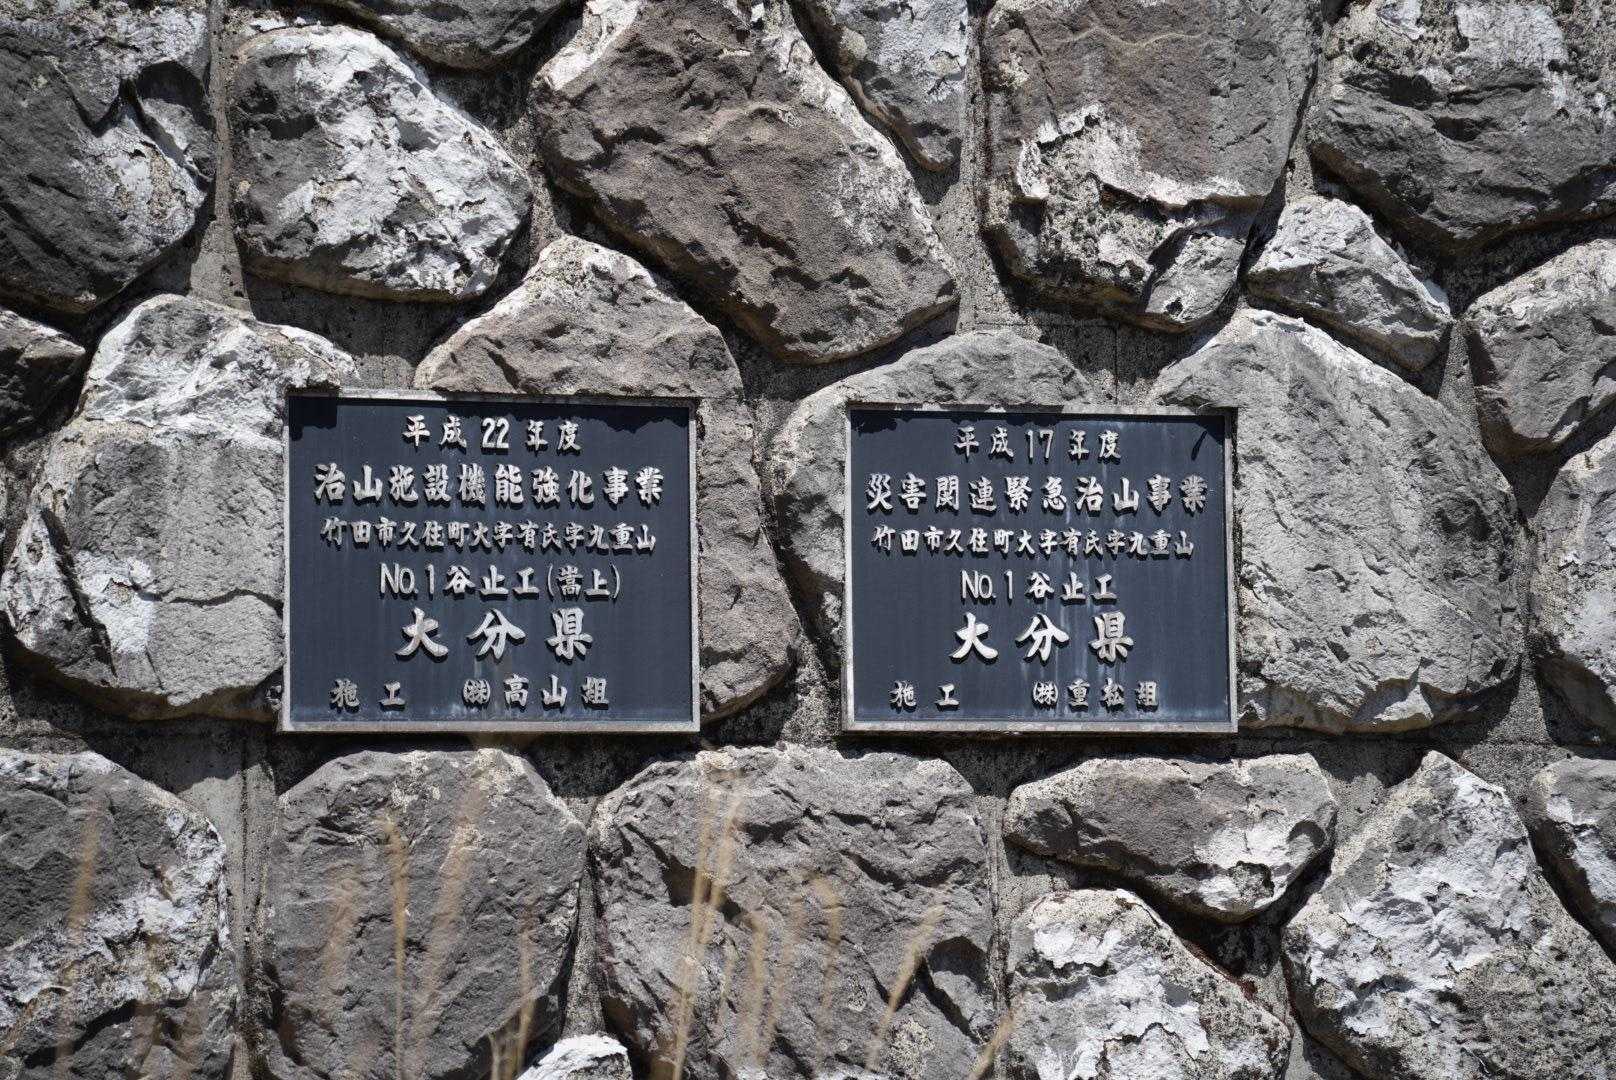 平成22年度
治山施設機能強化事業
竹田市久住町大字有氏字九重山
NO.1谷止工(嵩上)
大分県
施工 ㈱高山組
平成17年度
災害関連緊急治山事業
竹田市久住町大字有氏字九重山
NO.1谷止工
大分県
施工 ㈱重松組